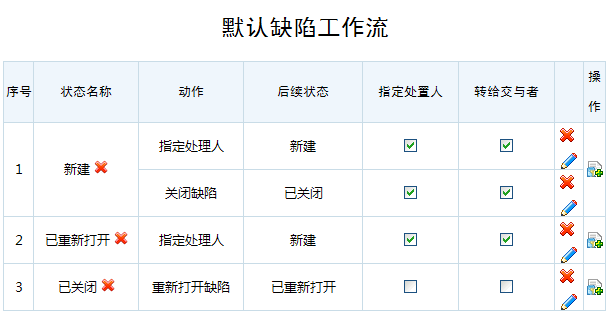 默认缺陷工作流
序号 状态名称 动作 后续状态 指定处置人 转给交与者 操作
1 新建 指定处理人 新建
关闭缺陷 已关闭
2 已重新打开 指定处理人 新建
3 已关闭 重新打开缺陷 已重新打开